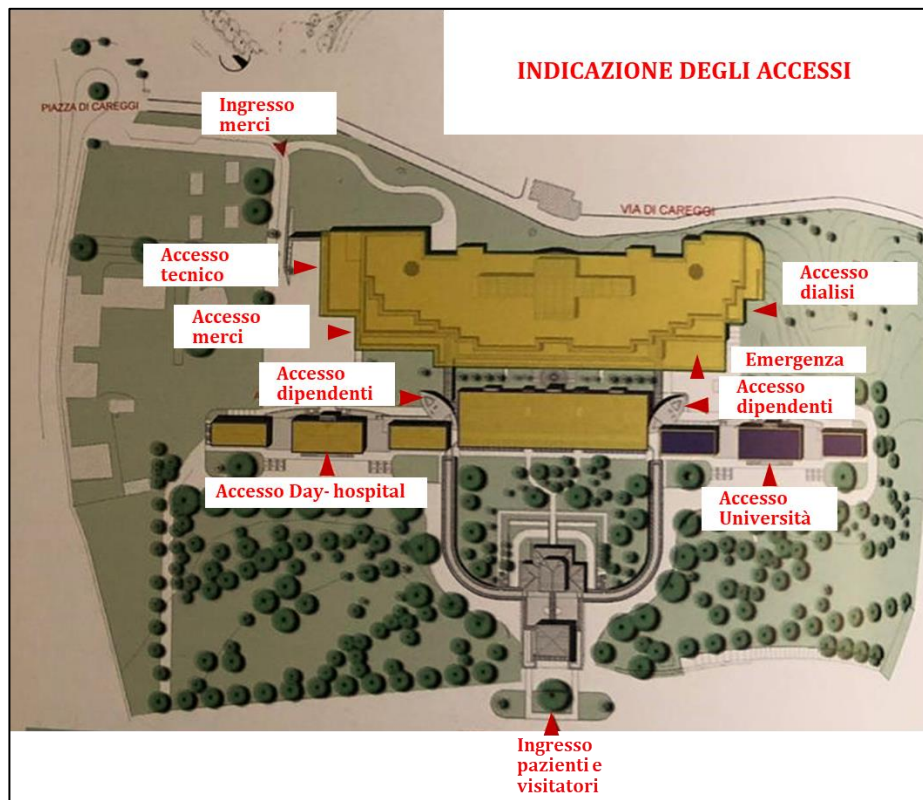 INDICAZIONE DEGLI ACCESSI
PIAZZA DI CAREGGI
Ingresso
merci
VIA DI CAREGGI
Accesso
tecnico
Accesso
dialisi
Accesso
merci
Emergenza
Accesso
dipendenti
Accesso
dipendenti
Accesso Day- hospital
Accesso
Università
Ingresso
pazienti e
visitatori